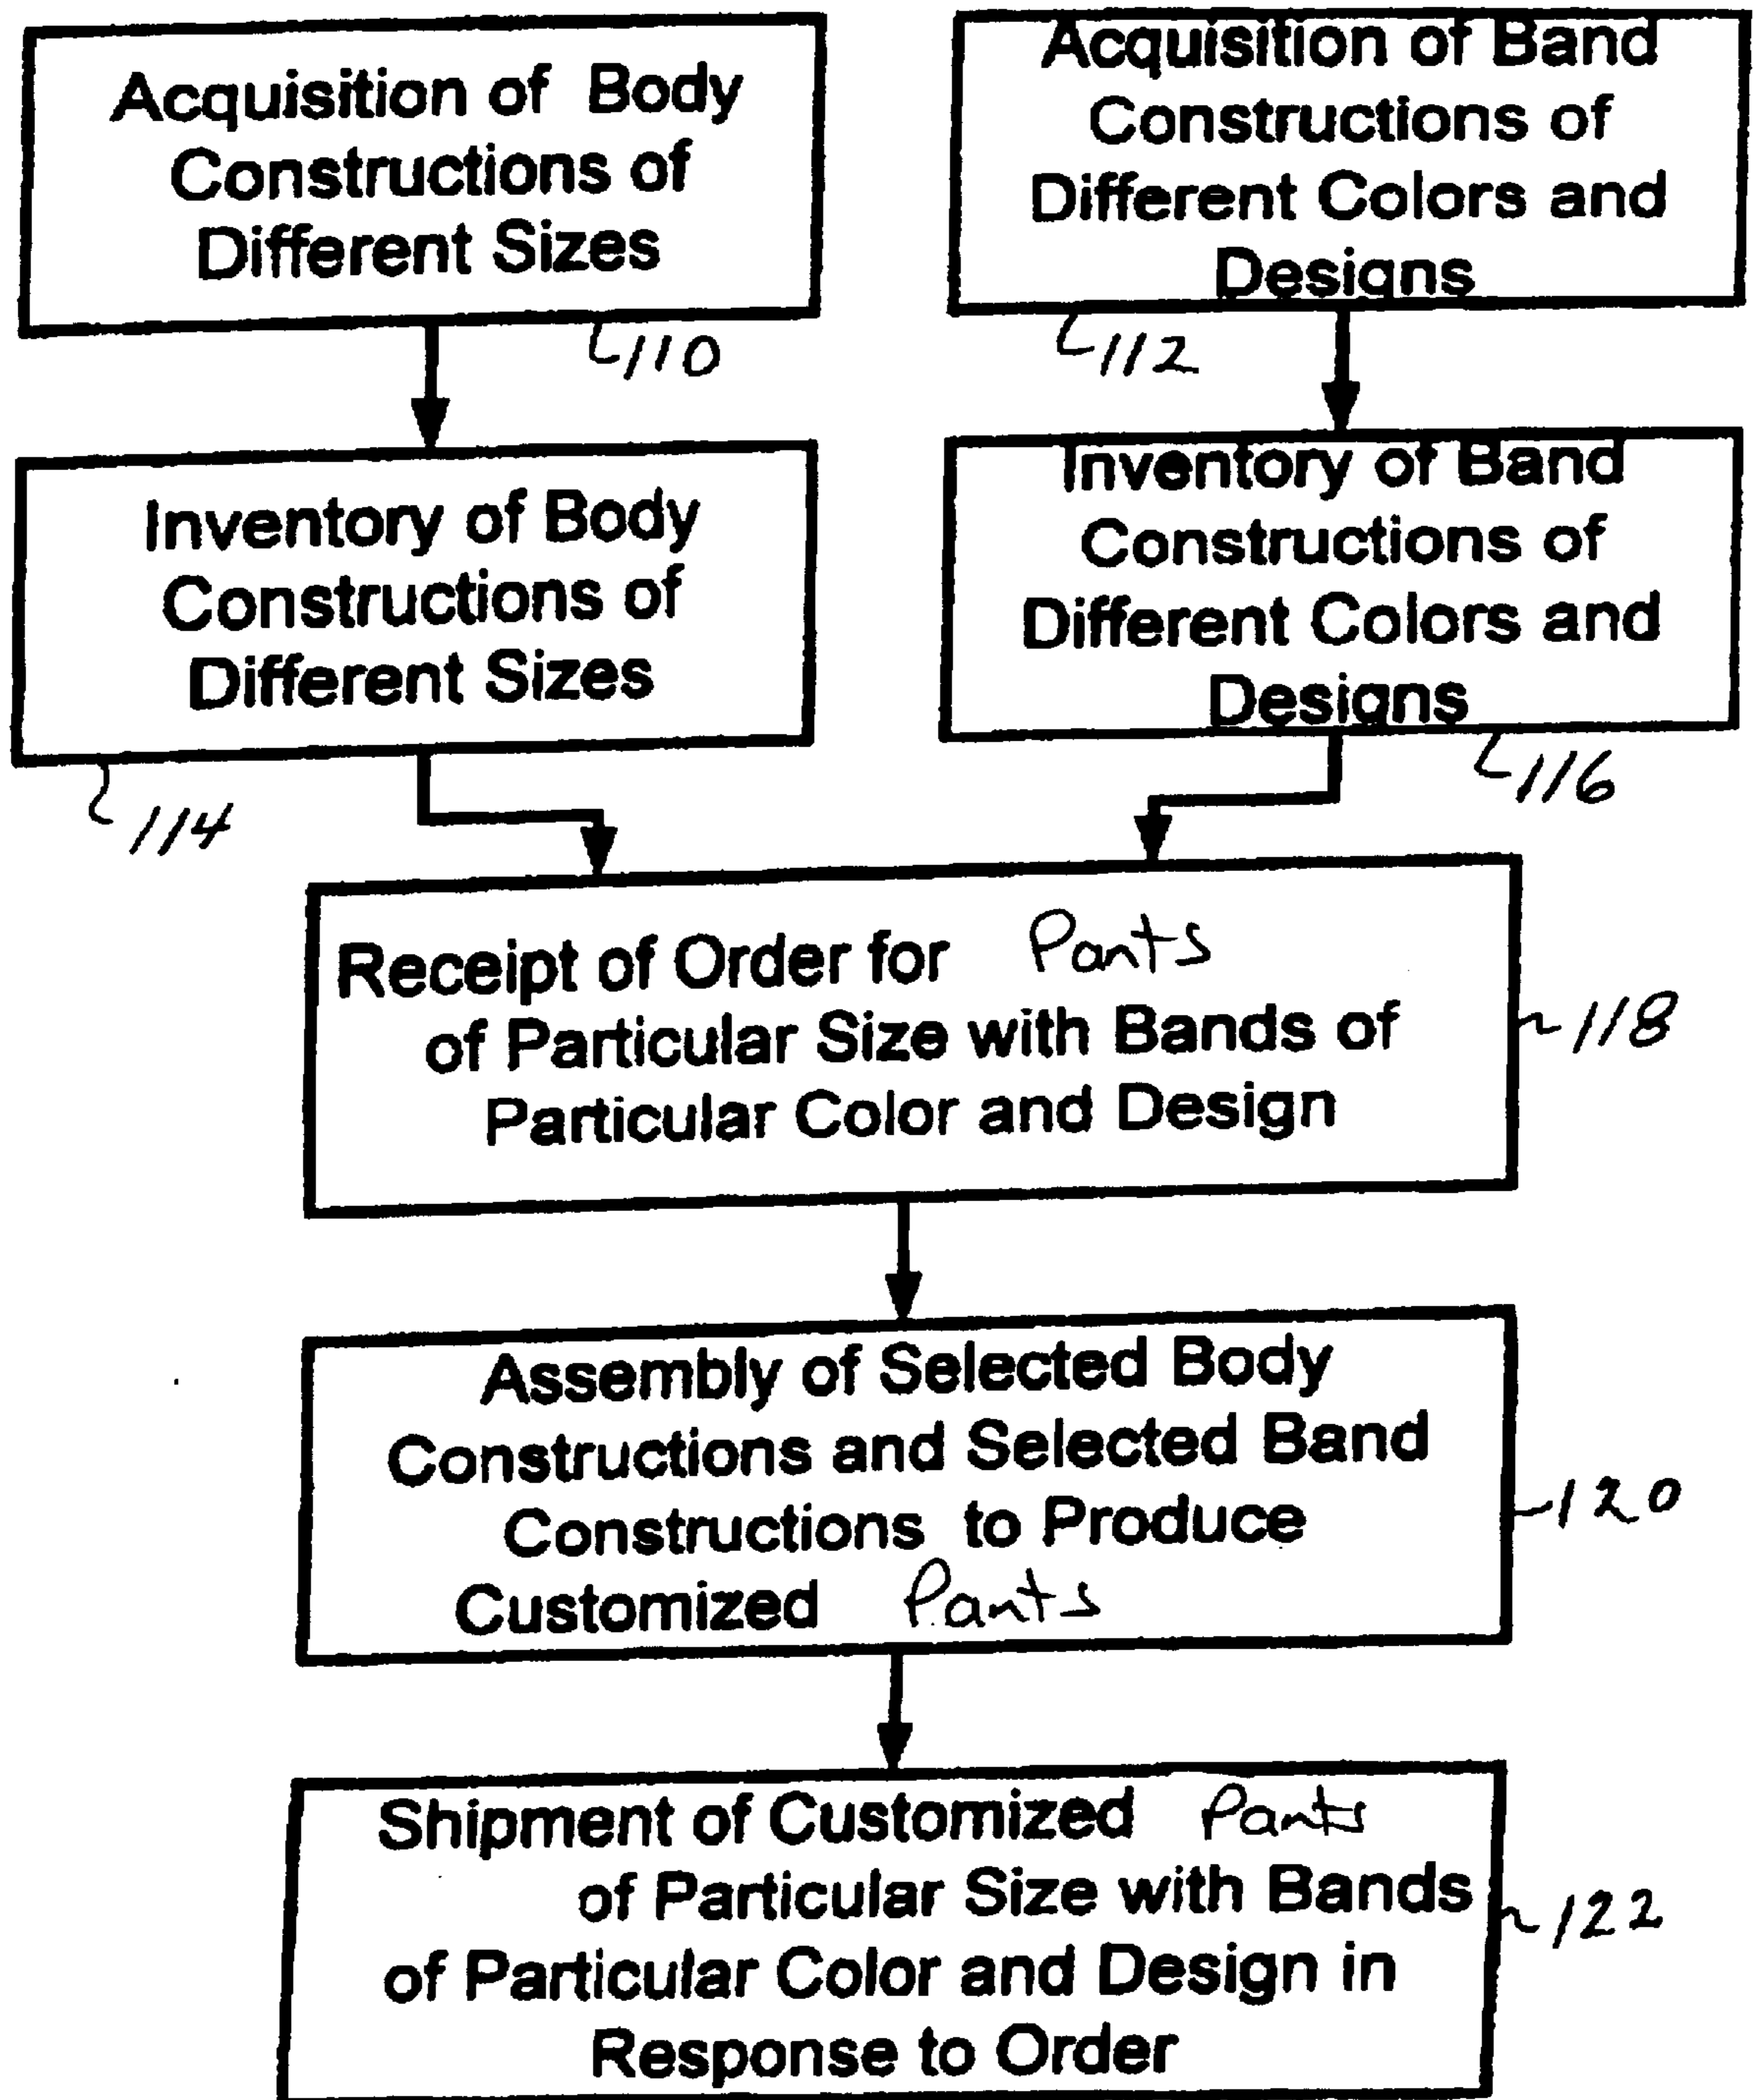 Acquisition of Body
Constructions of
Different Sizes
110
Acquisition of Band
Constructions of
Different Colors and
Designs
112
Inventory of Body
Constructions of
Different Sizes
114
Inventory of Band
Constructions of
Different Colors and
Designs
116
Receipt of Order for Pants
of Particular Size with Bands of
Particular Color and Design
118
Assembly of Selected Body
Constructions and Selected Band
Constructions to Produce
Customized Pants
120
Shipment of Customized Pants
of Particular Size with Bands
of Particular Color and Design in
Response to Order
122